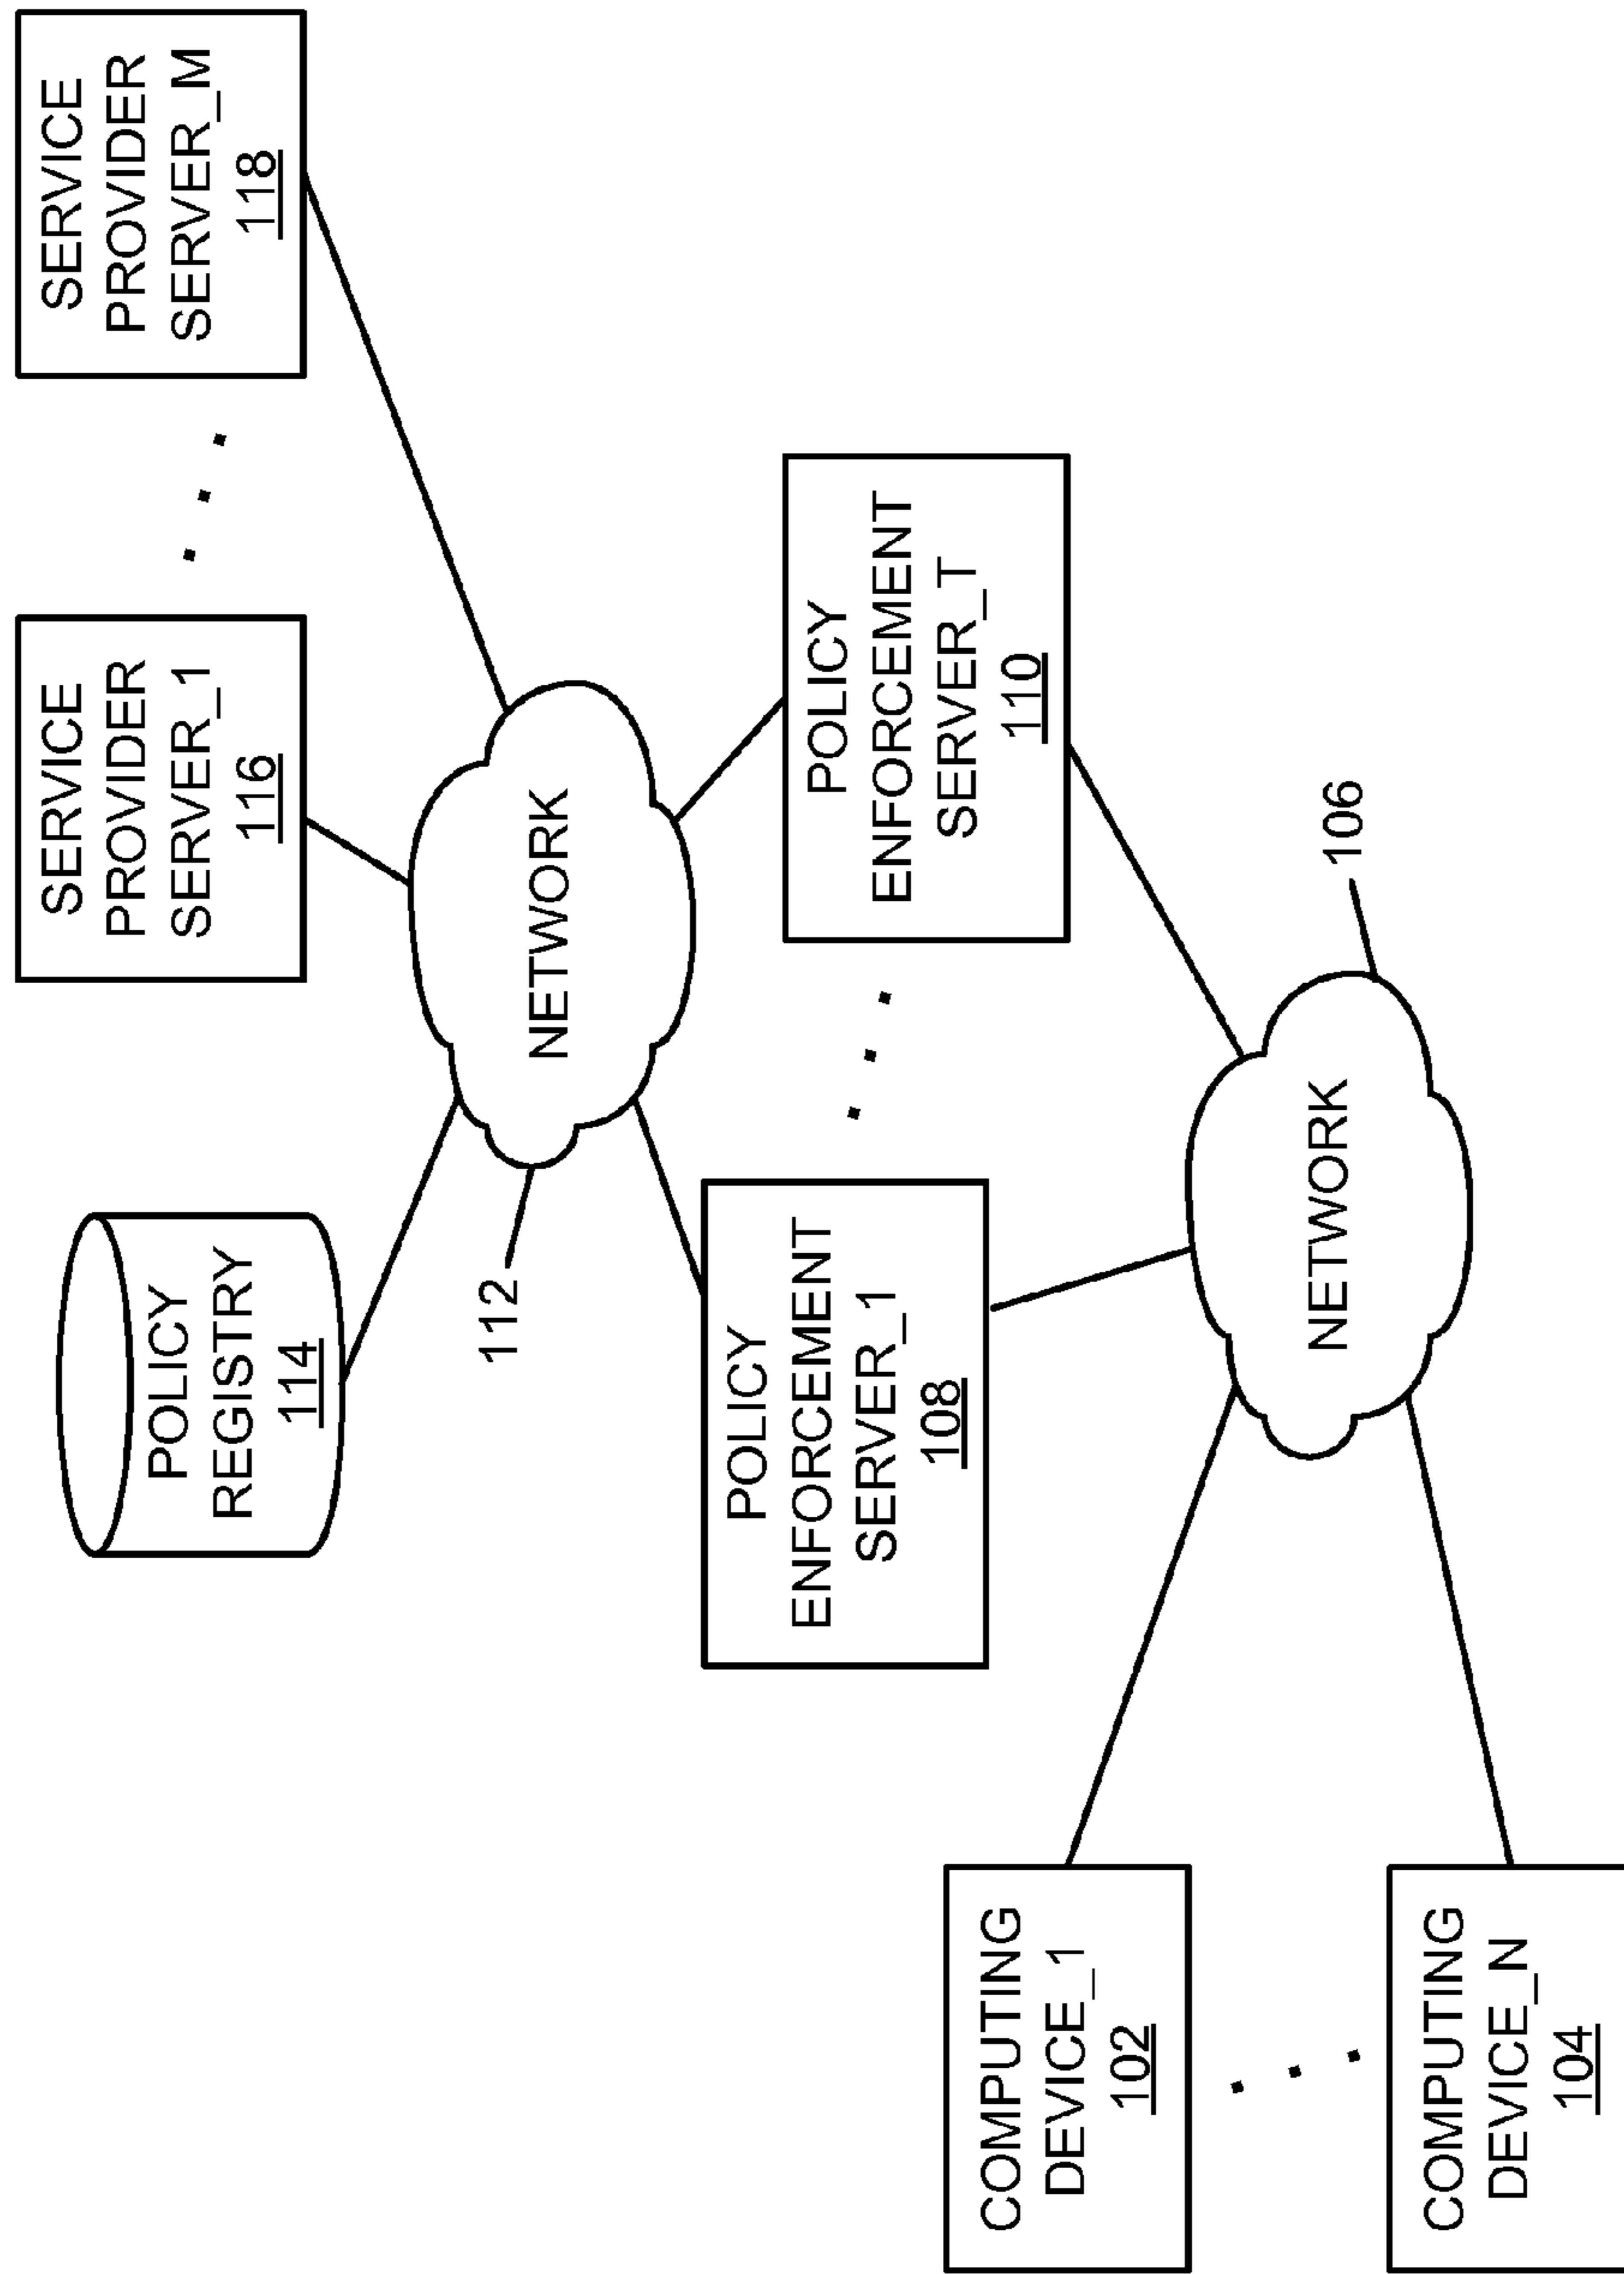 POLICY
REGISTRY
114
SERVICE
PROVIDER
SERVER_1
116
SERVICE
PROVIDER
SERVER_M
118
112
NETWORK
POLICY
ENFORCEMENT
SERVER_1
108
POLICY
ENFORCEMENT
SERVER_T
110
COMPUTING
DEVICE_1
102
NETWORK
106
COMPUTING
DEVICE_N
104